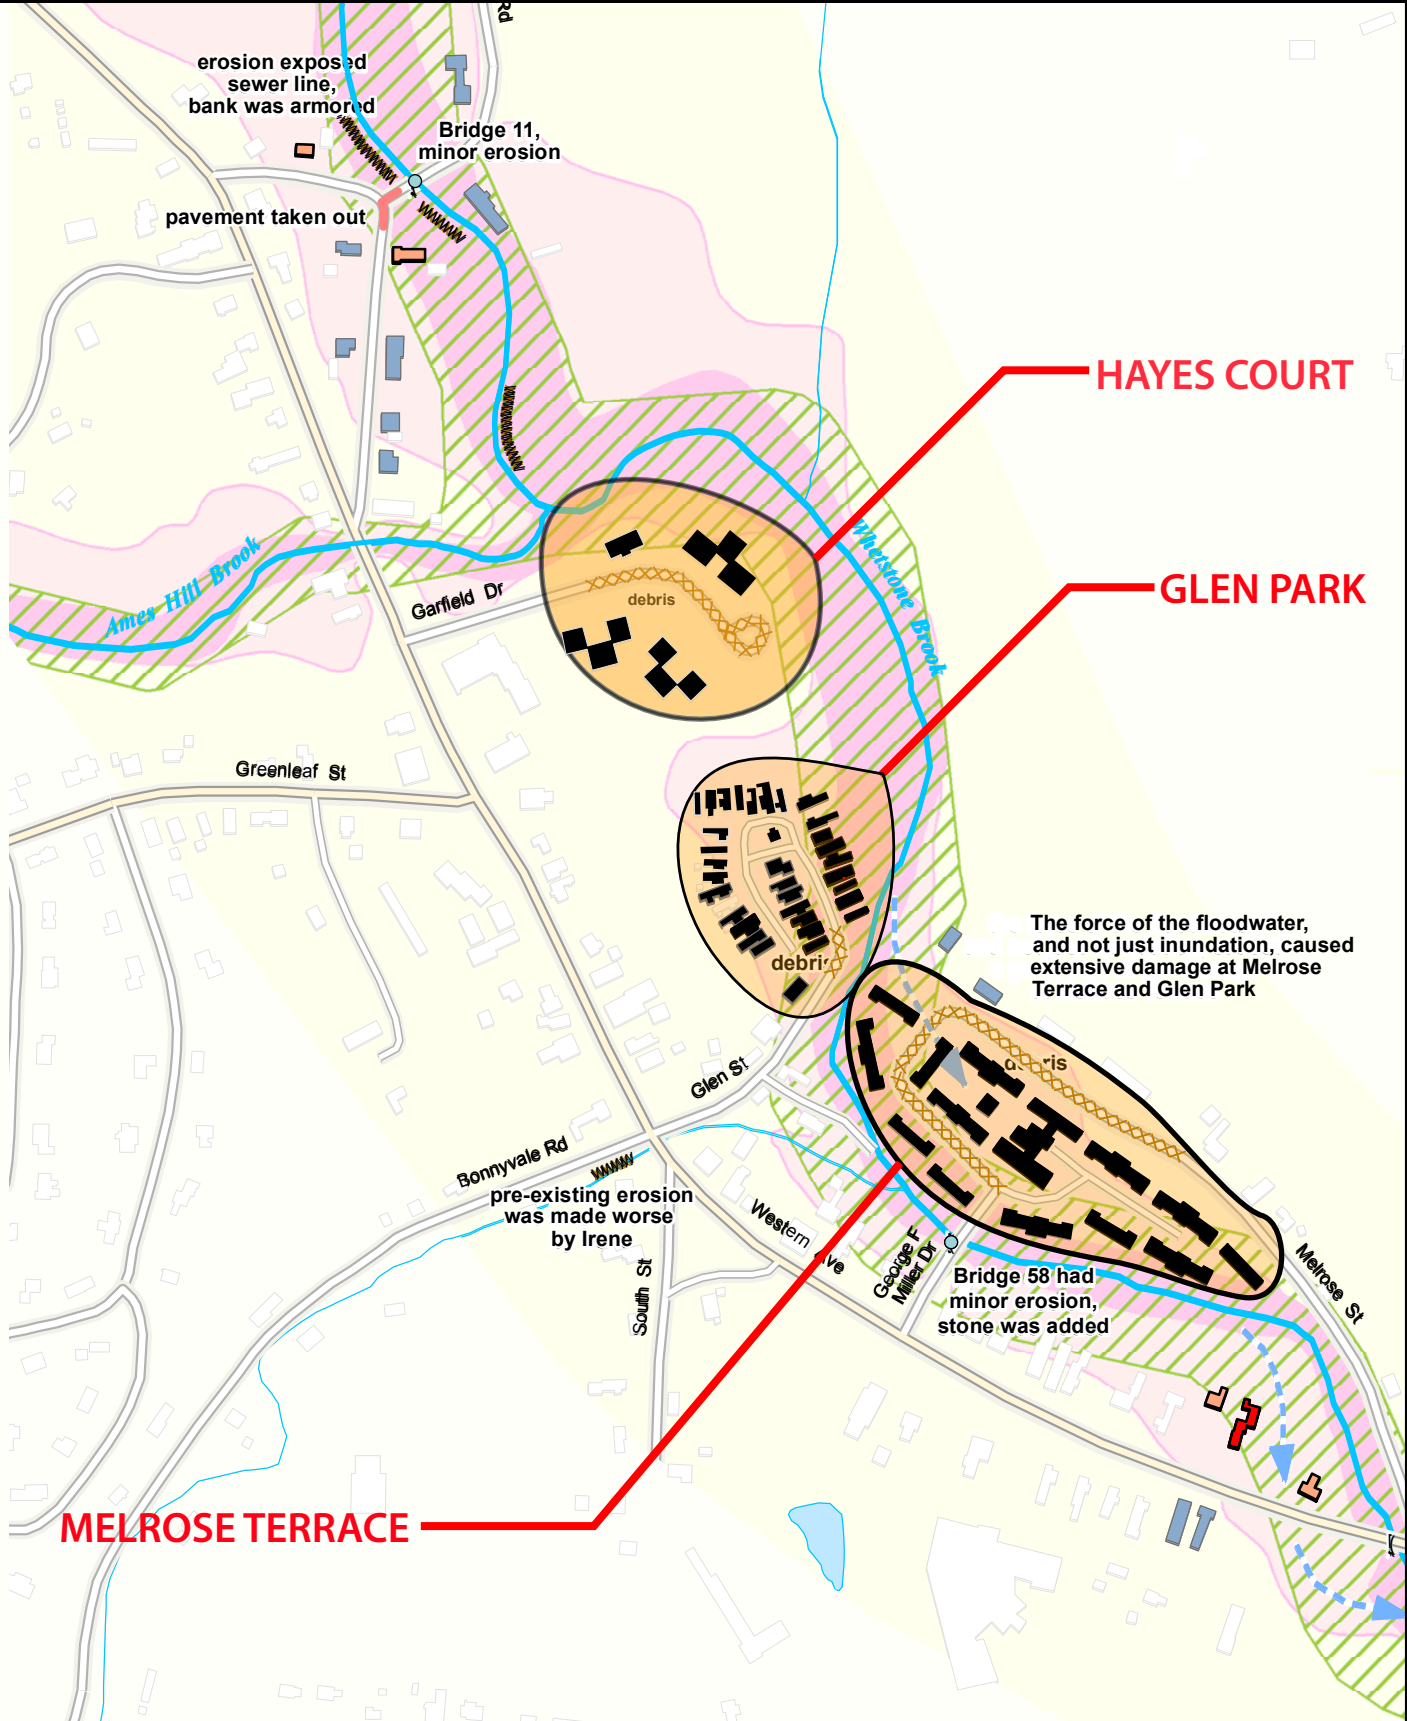 Rd
erosion exposed
sewer line,
bank was armored
Bridge 11,
minor erosion
pavement taken out
HAYES COURT
Whetstone Brook
GLEN PARK
Ames Hill Brook
Garfield Dr
debris
Greenleaf St
debris
The force of the floodwater,
and not just inundation, caused
extensive damage at Melrose
Terrace and Glen Park
Glen St
Bonnyvale Rd
pre-existing erosion
was made worse
by Irene
Western Ave
South St
George F
Miller Dr
Bridge 58 had
minor erosion,
stone was added
Melrose St
MELROSE TERRACE